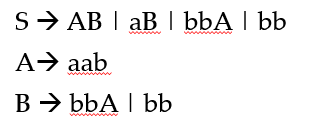 S → AB | aB | bbA | bb
A→ aab
B → bbA | bb